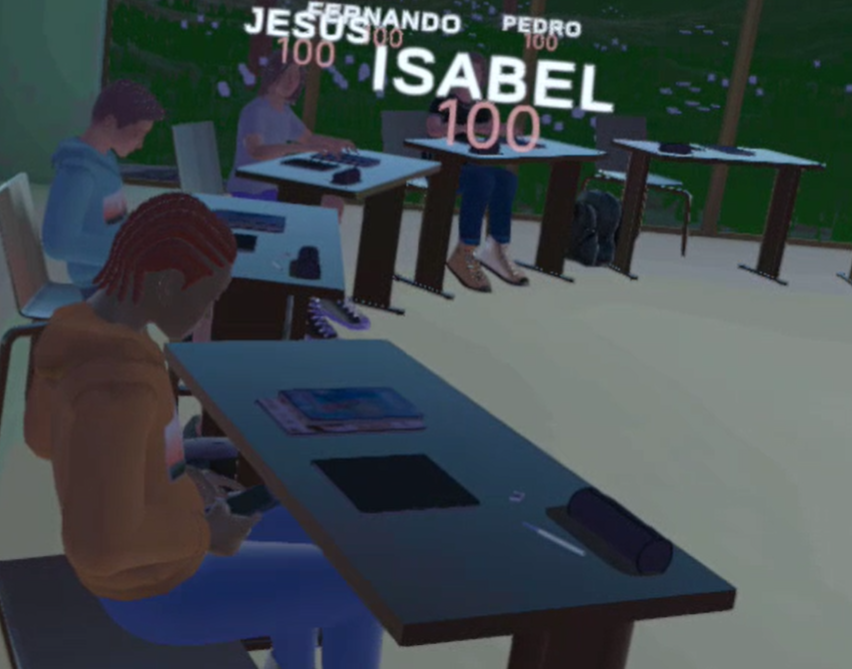 FERNANDO
100
JESUS
100
PEDRO
100
ISABEL
100